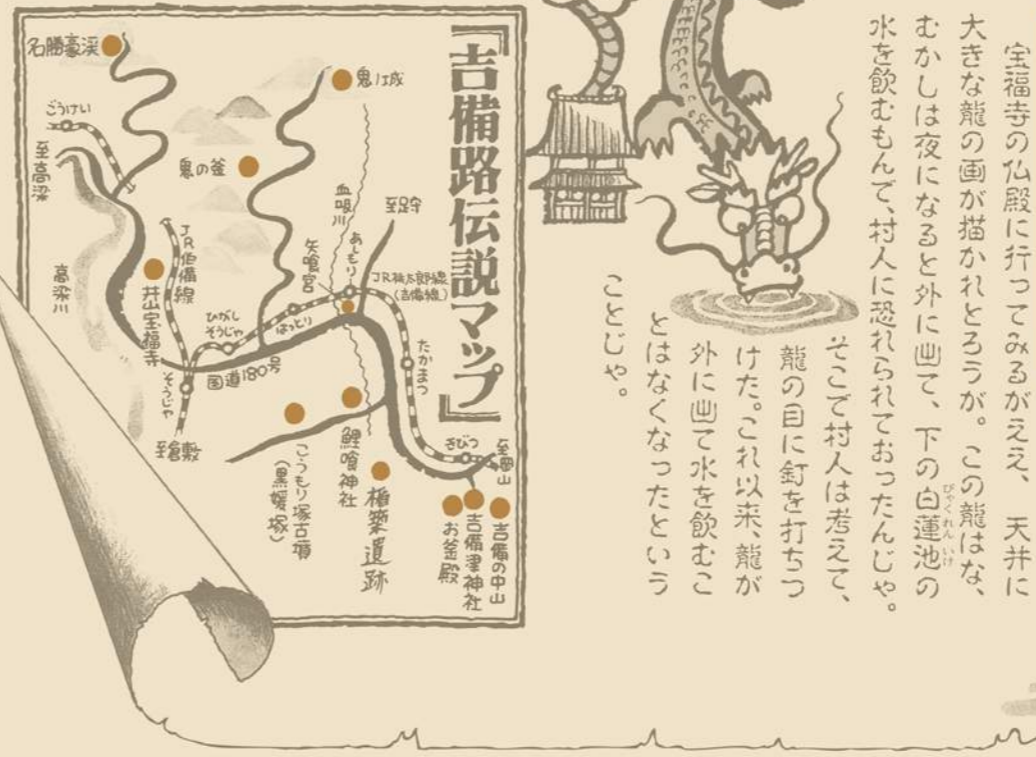 宝福寺の仏殿に行ってみるがええ、天井に
大きな龍の画が描かれとろうが。この龍はな、
むかしは夜になると外に出て、下の白蓮池の
びゃくれんいけ
水を飲むもんで、村人に恐れられておったんじゃ。
そこで村人は考えて、
龍の目に釘を打ちつ
けた。これ以来、龍が
外に出て水を飲むこ
とはなくなったという
ことじゃ。
『吉備路伝説マップ』
名勝豪渓
鬼ノ城
ごうけい
至高梁
鬼の釜
血吸川
至足守
JR伯備線
矢喰宮
あしもり
JR桃太郎線
(吉備線)
高梁川
井山宝福寺
ひがし
そうじゃ
はっとり
たかまつ
国道180号
そうじゃ
至倉敷
きびつ
至岡山
鯉喰神社
こうもり塚古墳
(黒媛塚)
楯築遺跡
吉備の中山
吉備津神社
お釜殿